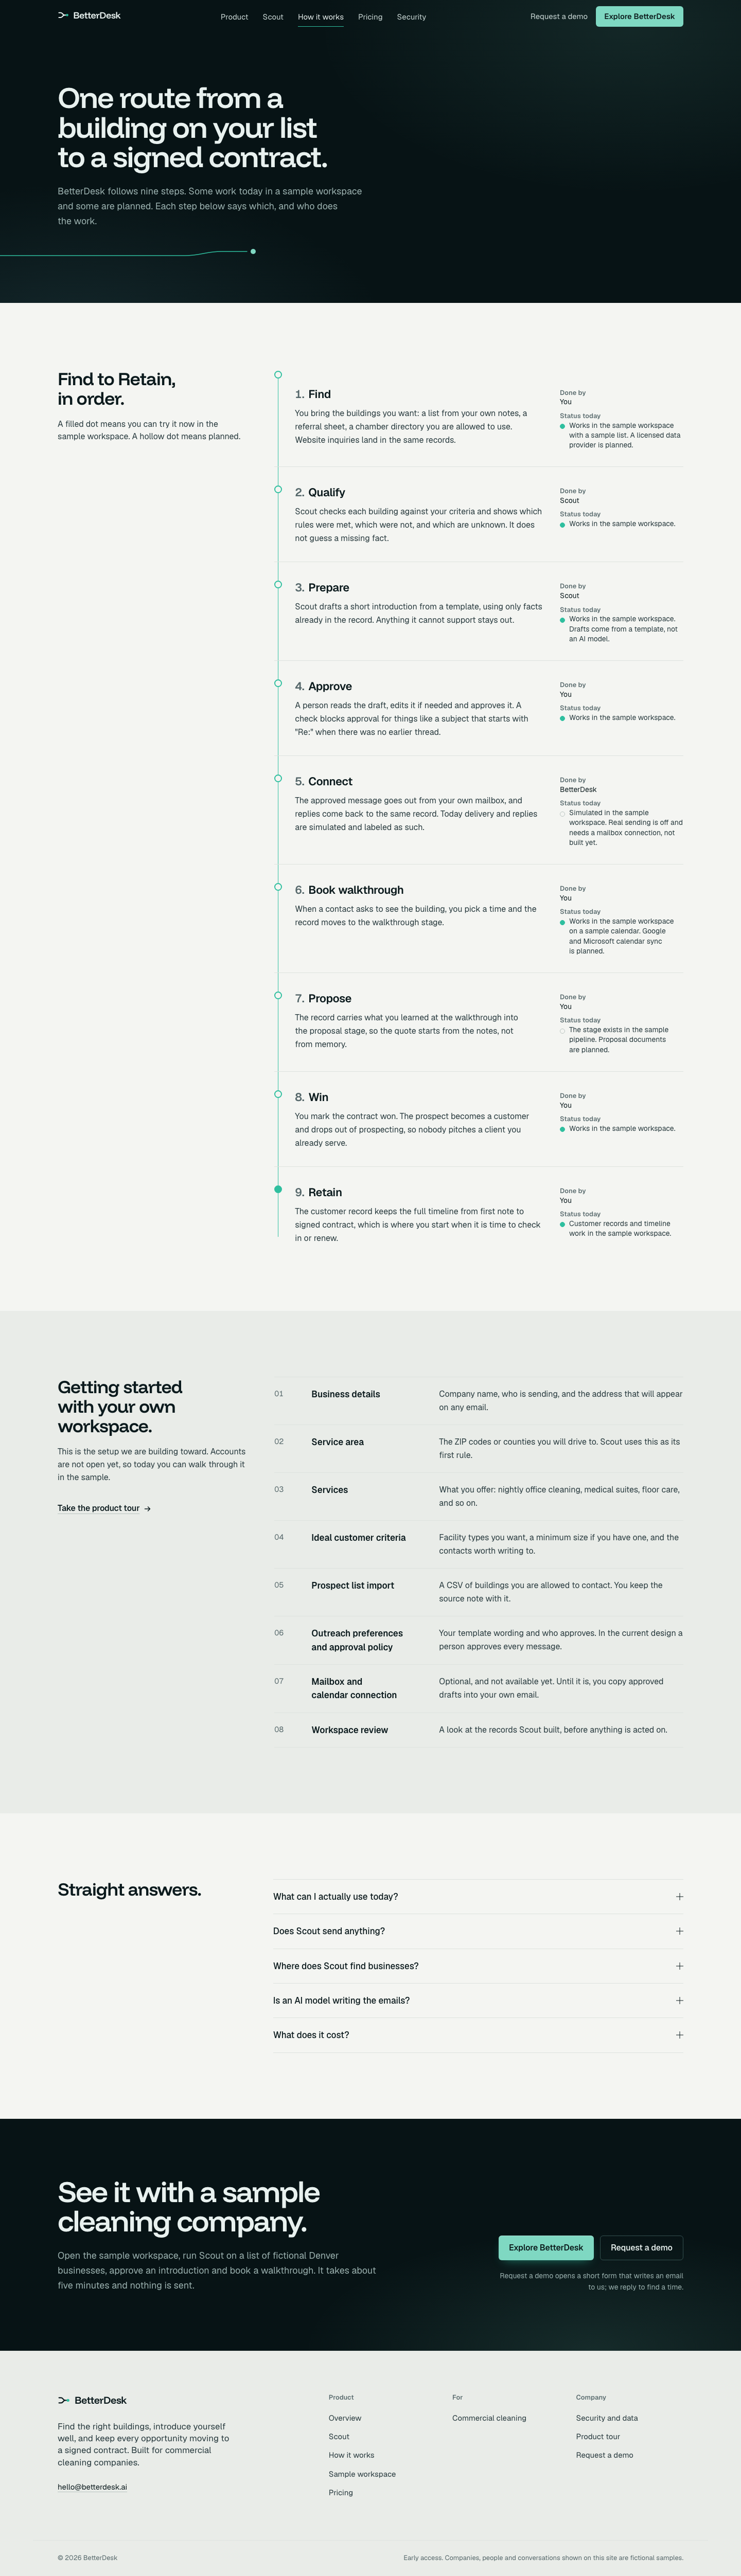 BetterDesk
Product
Scout
How it works
Pricing
Security
Request a demo
Explore BetterDesk
One route from a
building on your list
to a signed contract.
BetterDesk follows nine steps. Some work today in a sample workspace
and some are planned. Each step below says which, and who does
the work.
Find to Retain,
in order.
A filled dot means you can try it now in the
sample workspace. A hollow dot means planned.
1. Find
You bring the buildings you want: a list from your own notes, a
referral sheet, a chamber directory you are allowed to use.
Website inquiries land in the same records.
Done by
You
Status today
Works in the sample workspace
with a sample list. A licensed data
provider is planned.
2. Qualify
Scout checks each building against your criteria and shows which
rules were met, which were not, and which are unknown. It does
not guess a missing fact.
Done by
Scout
Status today
Works in the sample workspace.
3. Prepare
Scout drafts a short introduction from a template, using only facts
already in the record. Anything it cannot support stays out.
Done by
Scout
Status today
Works in the sample workspace.
Drafts come from a template, not
an AI model.
4. Approve
A person reads the draft, edits it if needed and approves it. A
check blocks approval for things like a subject that starts with
"Re:" when there was no earlier thread.
Done by
You
Status today
Works in the sample workspace.
5. Connect
The approved message goes out from your own mailbox, and
replies come back to the same record. Today delivery and replies
are simulated and labeled as such.
Done by
BetterDesk
Status today
Simulated in the sample
workspace. Real sending is off and
needs a mailbox connection, not
built yet.
6. Book walkthrough
When a contact asks to see the building, you pick a time and the
record moves to the walkthrough stage.
Done by
You
Status today
Works in the sample workspace
on a sample calendar. Google
and Microsoft calendar sync
is planned.
7. Propose
The record carries what you learned at the walkthrough into
the proposal stage, so the quote starts from the notes, not
from memory.
Done by
You
Status today
The stage exists in the sample
pipeline. Proposal documents
are planned.
8. Win
You mark the contract won. The prospect becomes a customer
and drops out of prospecting, so nobody pitches a client you
already serve.
Done by
You
Status today
Works in the sample workspace.
9. Retain
The customer record keeps the full timeline from first note to
signed contract, which is where you start when it is time to check
in or renew.
Done by
You
Status today
Customer records and timeline
work in the sample workspace.
Getting started
with your own
workspace.
This is the setup we are building toward. Accounts
are not open yet, so today you can walk through it
in the sample.
Take the product tour →
01
Business details
Company name, who is sending, and the address that will appear
on any email.
02
Service area
The ZIP codes or counties you will drive to. Scout uses this as its
first rule.
03
Services
What you offer: nightly office cleaning, medical suites, floor care,
and so on.
04
Ideal customer criteria
Facility types you want, a minimum size if you have one, and the
contacts worth writing to.
05
Prospect list import
A CSV of buildings you are allowed to contact. You keep the
source note with it.
06
Outreach preferences
and approval policy
Your template wording and who approves. In the current design a
person approves every message.
07
Mailbox and
calendar connection
Optional, and not available yet. Until it is, you copy approved
drafts into your own email.
08
Workspace review
A look at the records Scout built, before anything is acted on.
Straight answers.
What can I actually use today?
Does Scout send anything?
Where does Scout find businesses?
Is an AI model writing the emails?
What does it cost?
See it with a sample
cleaning company.
Open the sample workspace, run Scout on a list of fictional Denver
businesses, approve an introduction and book a walkthrough. It takes about
five minutes and nothing is sent.
Explore BetterDesk
Request a demo
Request a demo opens a short form that writes an email
to us; we reply to find a time.
BetterDesk
Find the right buildings, introduce yourself
well, and keep every opportunity moving to
a signed contract. Built for commercial
cleaning companies.
hello@betterdesk.ai
Product
Overview
Scout
How it works
Sample workspace
Pricing
For
Commercial cleaning
Company
Security and data
Product tour
Request a demo
© 2026 BetterDesk
Early access. Companies, people and conversations shown on this site are fictional samples.